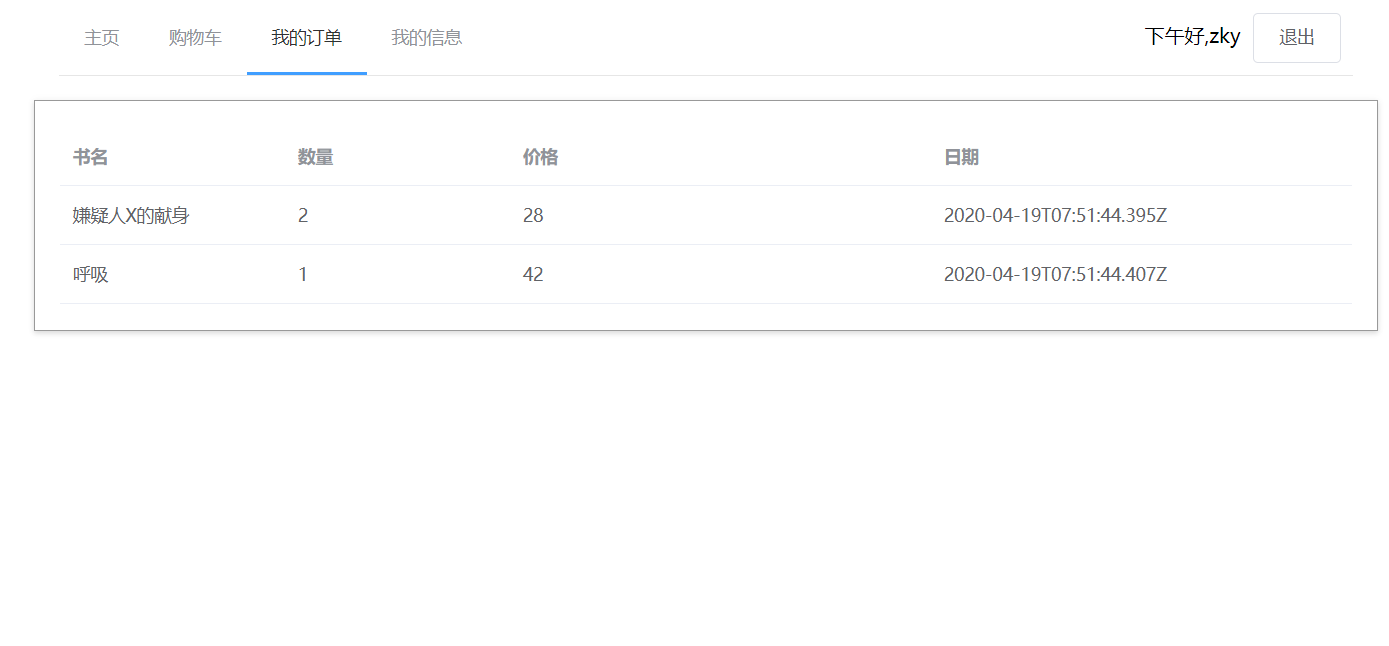 主页 购物车 我的订单 我的信息 下午好,zky 退出
书名 数量 价格 日期
嫌疑人X的献身 2 28 2020-04-19T07:51:44.395Z
呼吸 1 42 2020-04-19T07:51:44.407Z